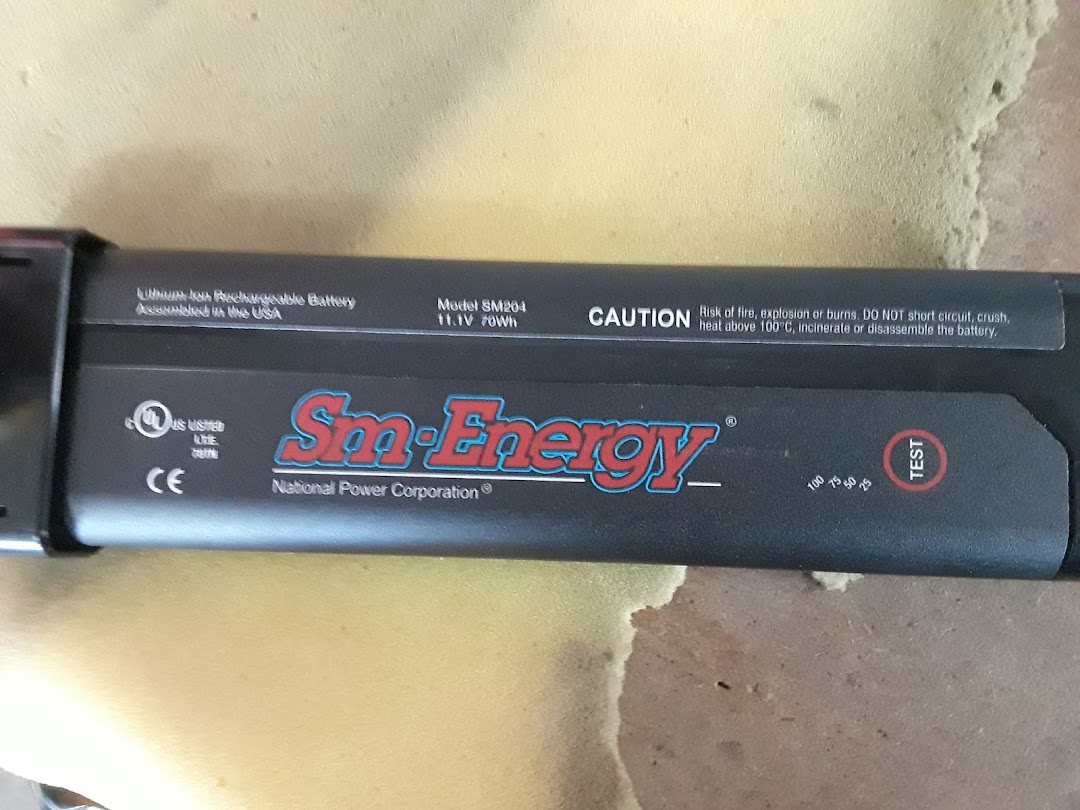 Lithium-Ion Rechargeable Battery
Assembled in the USA
Model SM204
11.1V 70Wh
CAUTION
Risk of fire, explosion or burns. DO NOT short circuit, crush,
heat above 100°C, incinerate or disassemble the battery.
C UL US LISTED
I.T.E.
CE
Sm·Energy®
National Power Corporation®
100 75 50 25
TEST